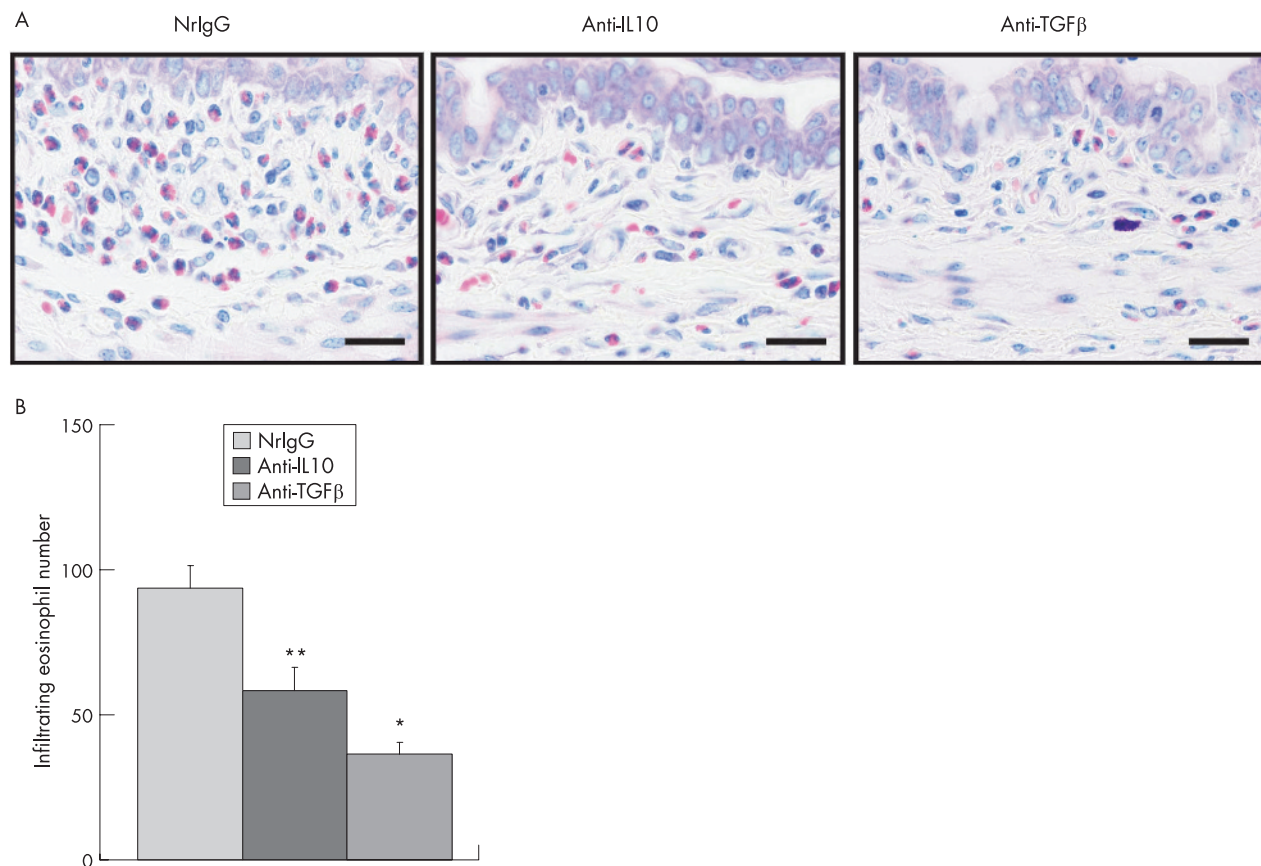 A
NrIgG
Anti-IL10
Anti-TGFβ
B
150
100
50
0
Infiltrating eosinophil number
NrIgG
Anti-IL10
Anti-TGFβ
**
*